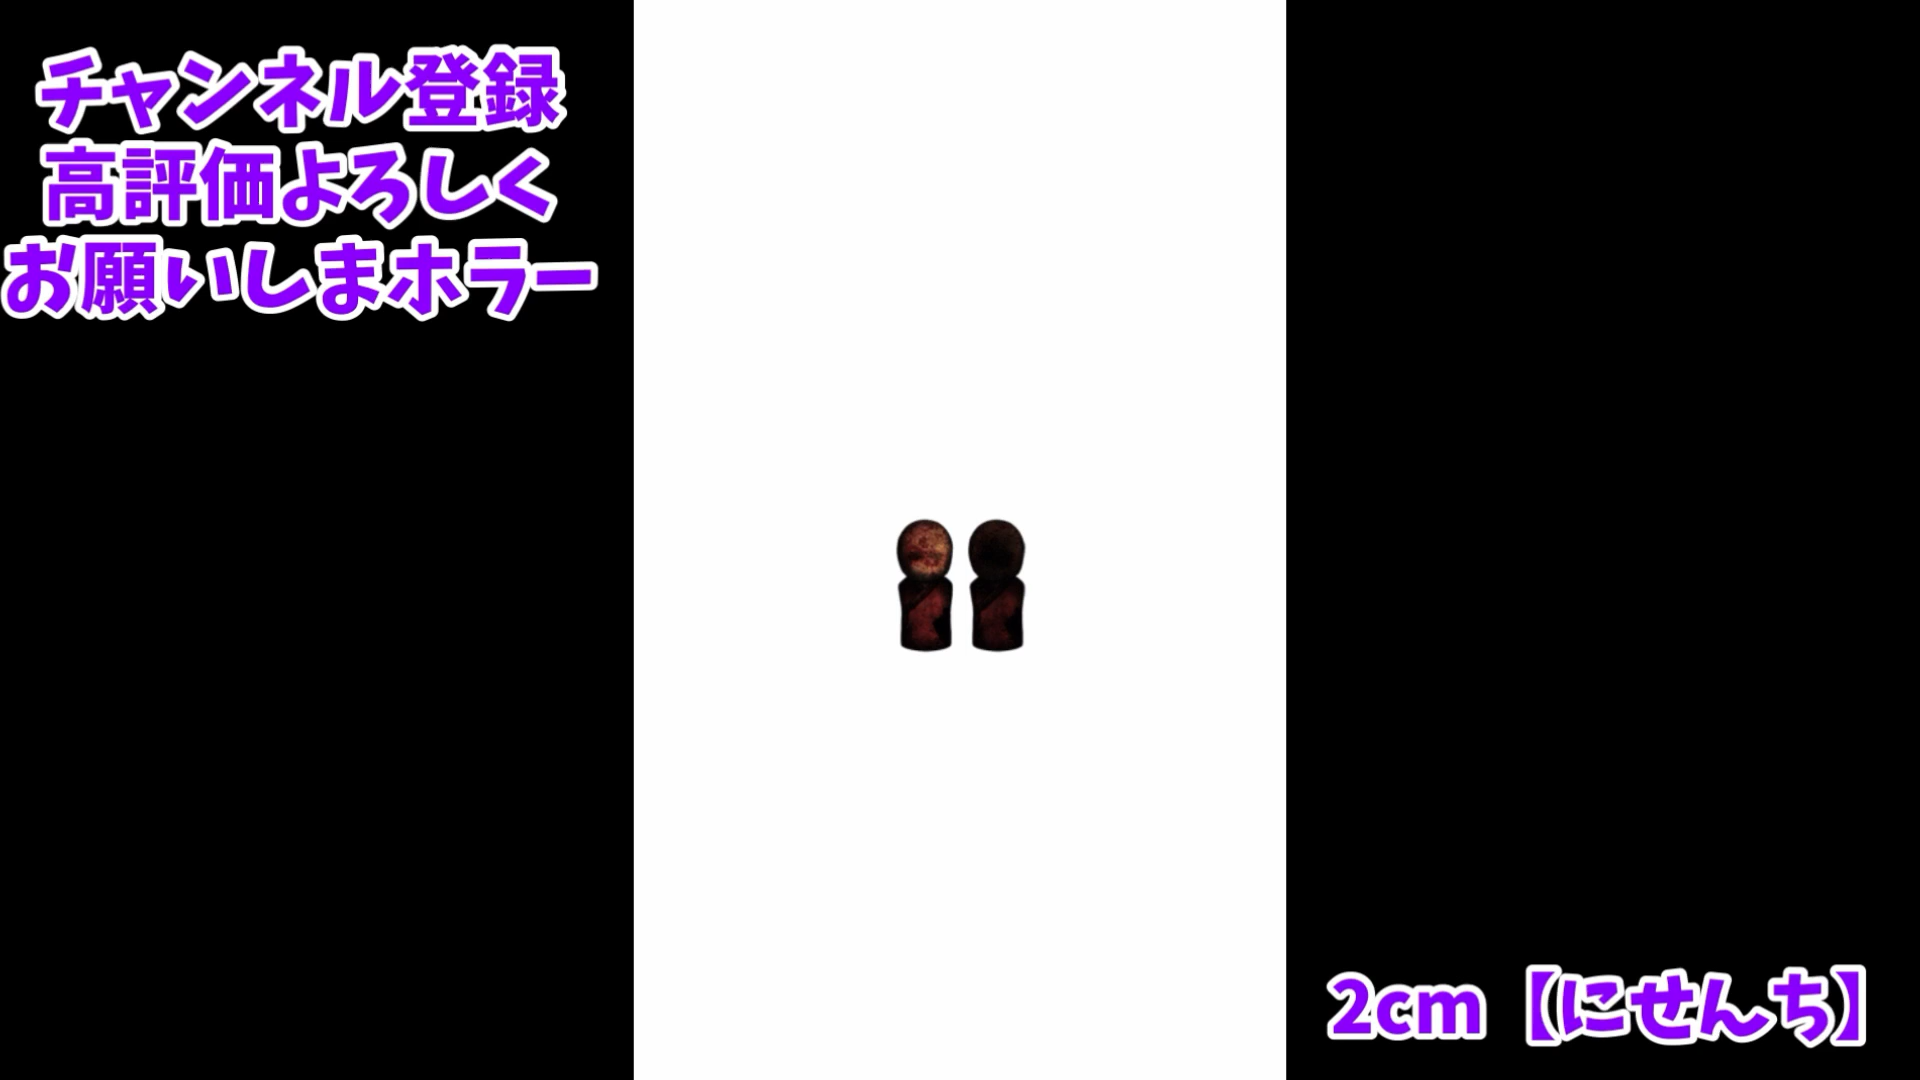 チャンネル登録
高評価よろしく
お願いしまホラー
2cm【にせんち】